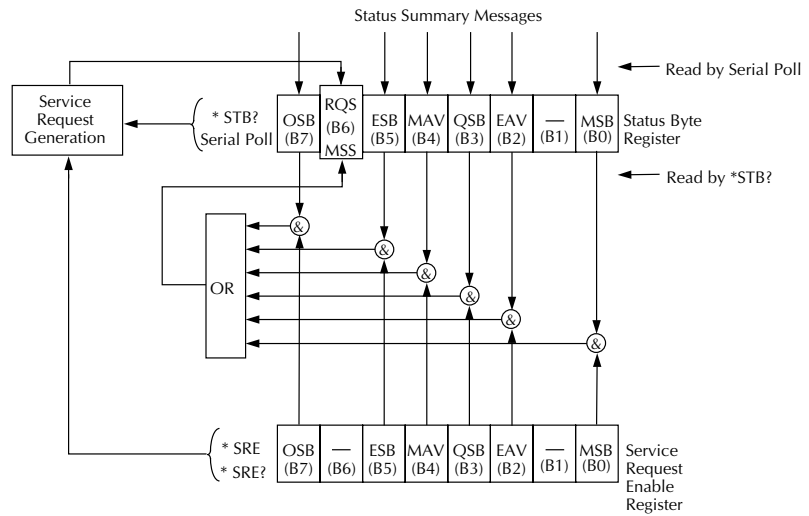 Status Summary Messages
Read by Serial Poll
Service
Request
Generation
* STB?
Serial Poll
OSB
(B7)
RQS
(B6)
MSS
ESB
(B5)
MAV
(B4)
QSB
(B3)
EAV
(B2)
—
(B1)
MSB
(B0)
Status Byte
Register
Read by *STB?
&
&
&
&
&
&
OR
* SRE
* SRE?
OSB
(B7)
—
(B6)
ESB
(B5)
MAV
(B4)
QSB
(B3)
EAV
(B2)
—
(B1)
MSB
(B0)
Service
Request
Enable
Register